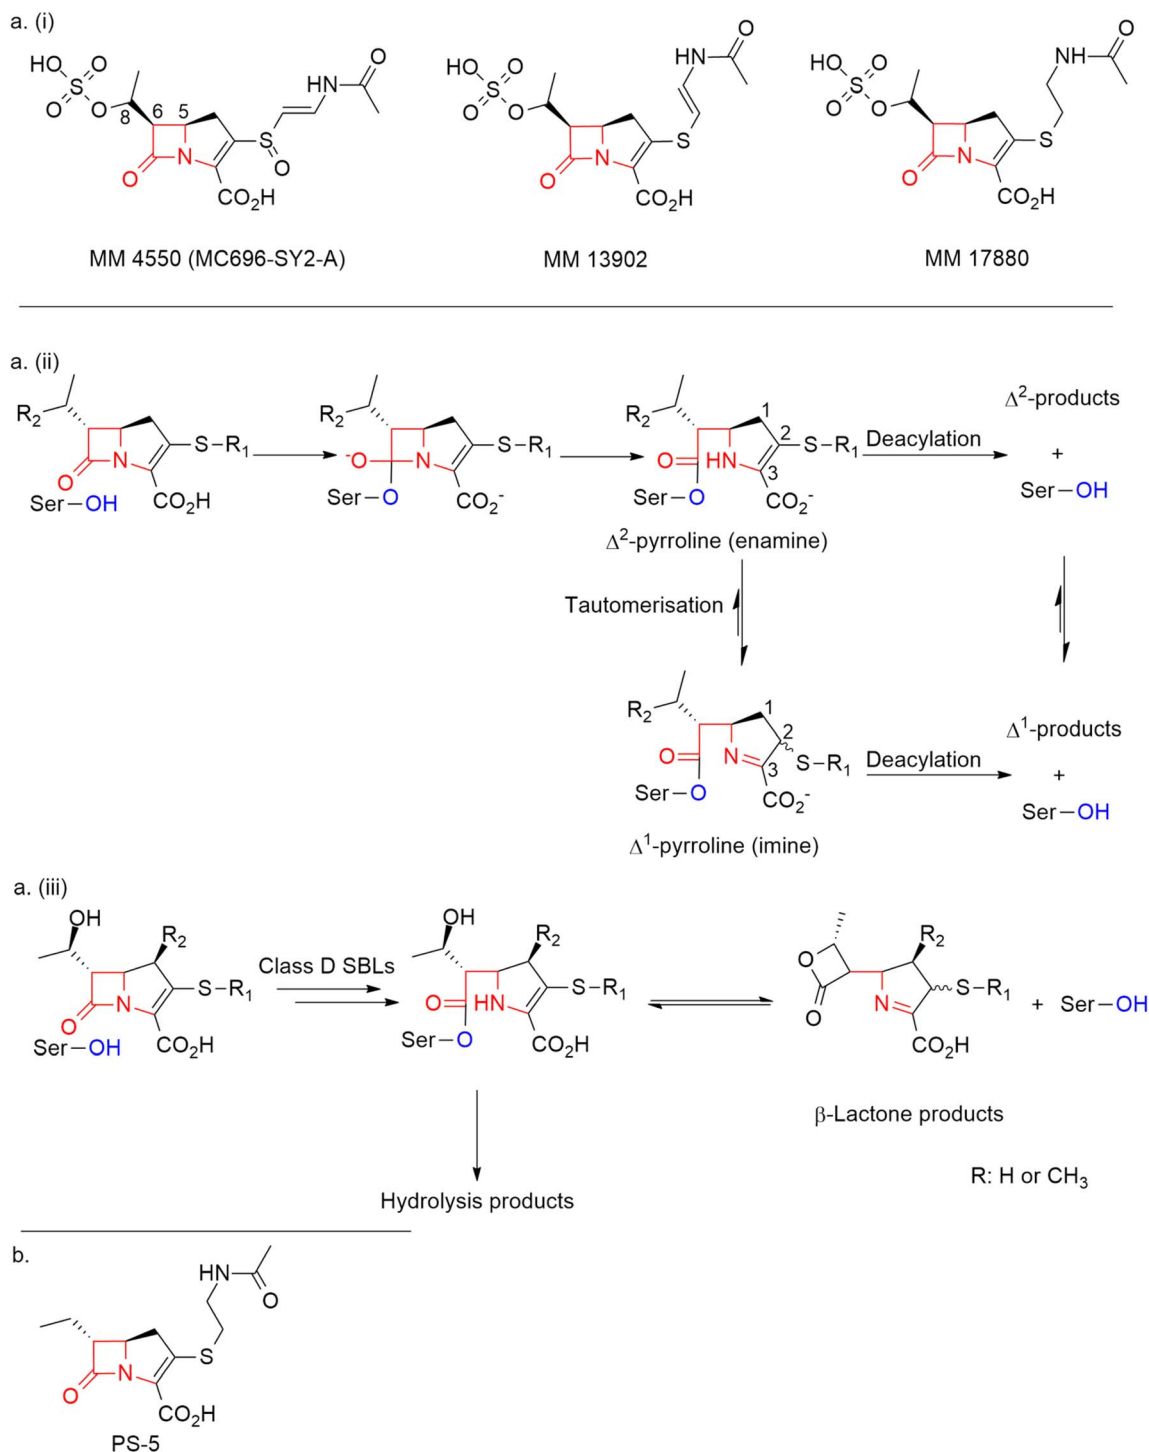 a. (i)
HO
O
S
O
O
8
6
5
O
N
CO2H
S
O
HN
O
HO
O
S
O
O
O
N
CO2H
S
HN
O
HO
O
S
O
O
O
N
CO2H
S
NH
O
MM 4550 (MC696-SY2-A)
MM 13902
MM 17880
a. (ii)
R2
S-R1
O
N
CO2H
Ser-OH
R2
S-R1
-O
N
Ser-O
CO2-
R2
1
2
S-R1
O
HN
3
Ser-O
CO2-
Δ2-pyrroline (enamine)
Deacylation
Δ2-products
+
Ser-OH
Tautomerisation
R2
1
2
S-R1
O
N
3
Ser-O
CO2-
Δ1-pyrroline (imine)
Deacylation
Δ1-products
+
Ser-OH
a. (iii)
OH
R2
S-R1
O
N
CO2H
Ser-OH
Class D SBLs
OH
R2
S-R1
O
HN
Ser-O
CO2H
O
O
R2
S-R1
N
CO2H
+ Ser-OH
β-Lactone products
R: H or CH3
Hydrolysis products
b.
HN
O
S
O
N
CO2H
PS-5